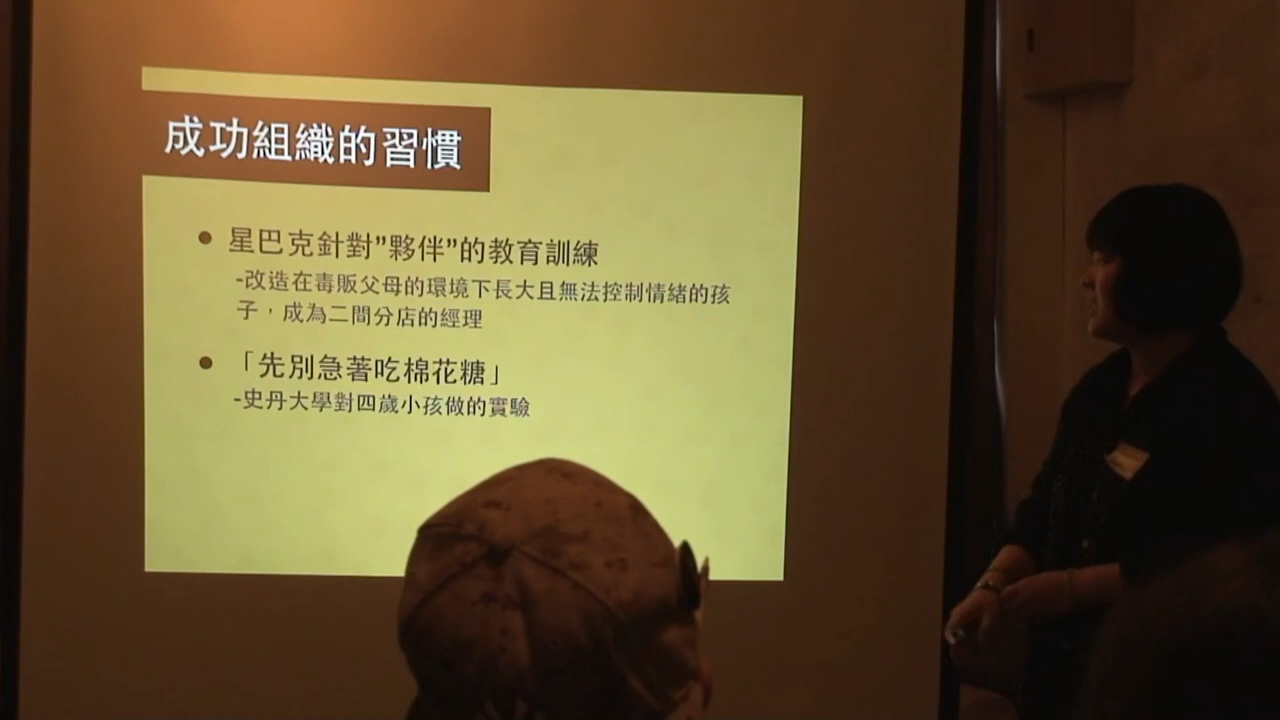 成功組織的習慣
星巴克針對”夥伴”的教育訓練
-改造在毒販父母的環境下長大且無法控制情緒的孩
子，成為二間分店的經理
「先別急著吃棉花糖」
-史丹大學對四歲小孩做的實驗